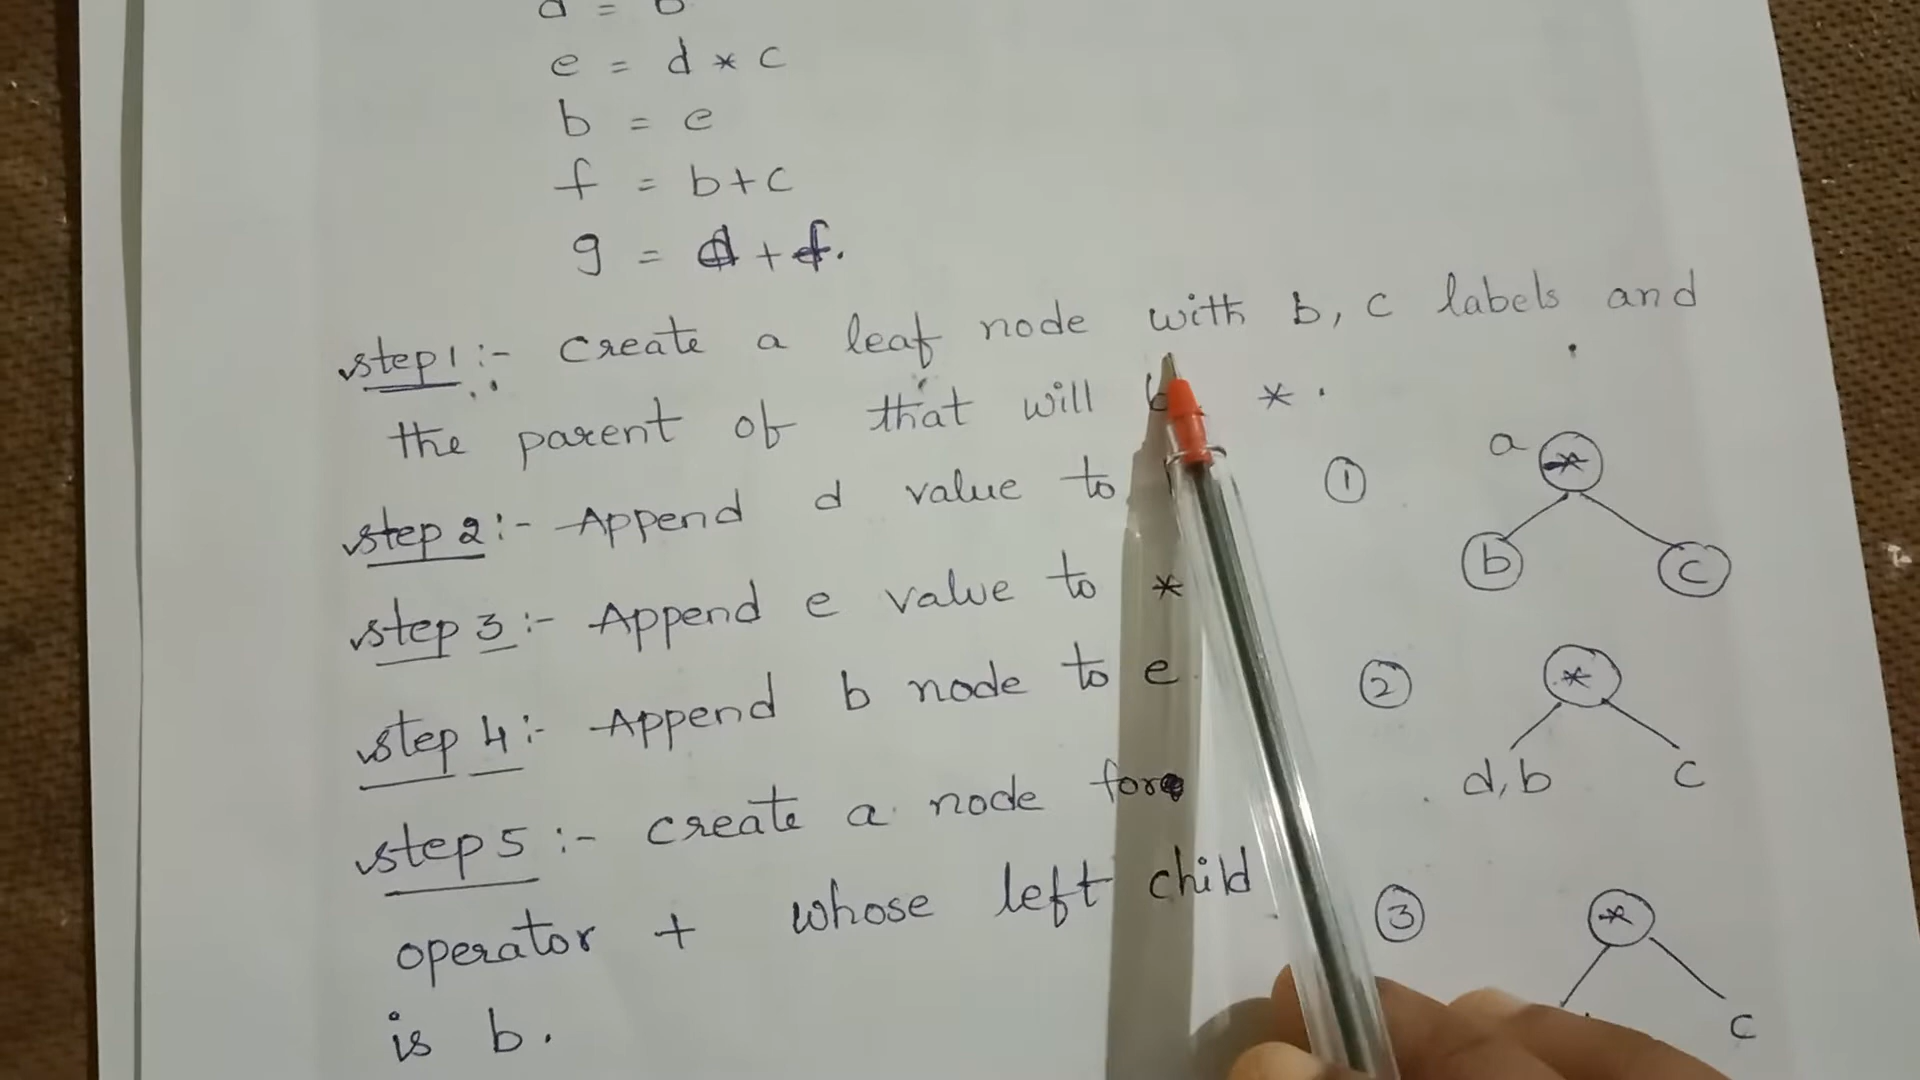 d = b
e = d * c
b = e
f = b + c
g = d + f.
step 1 :- create a leaf node with b, c labels and
the parent of that will *.
step 2 :- Append d value to
step 3 :- Append e value to *
step 4 :- Append b node to e
step 5 :- create a node for
operator + whose left child
is b.
① a * b c
② * d, b c
③ * c